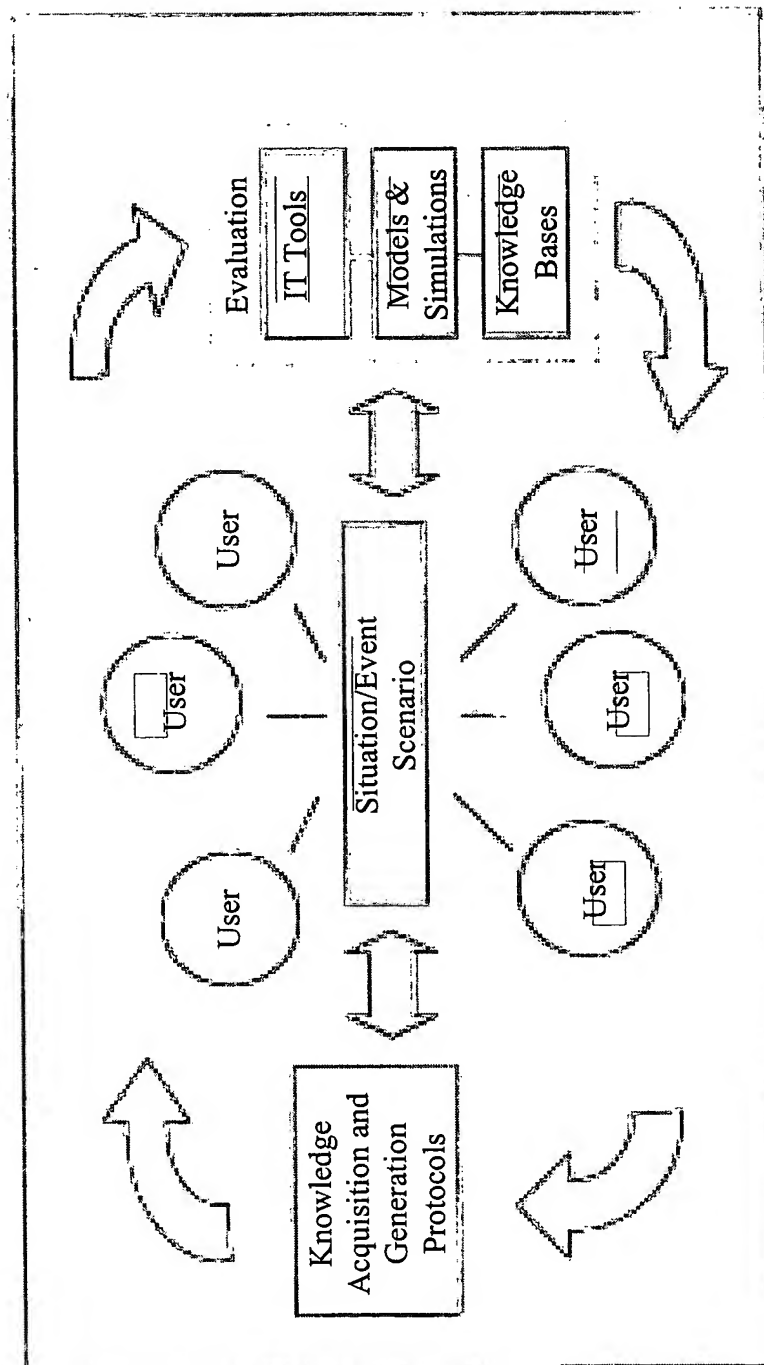 User
User
User
Knowledge
Acquisition and
Generation
Protocols
Situation/Event
Scenario
Evaluation
IT Tools
Models &
Simulations
Knowledge
Bases
User
User
User